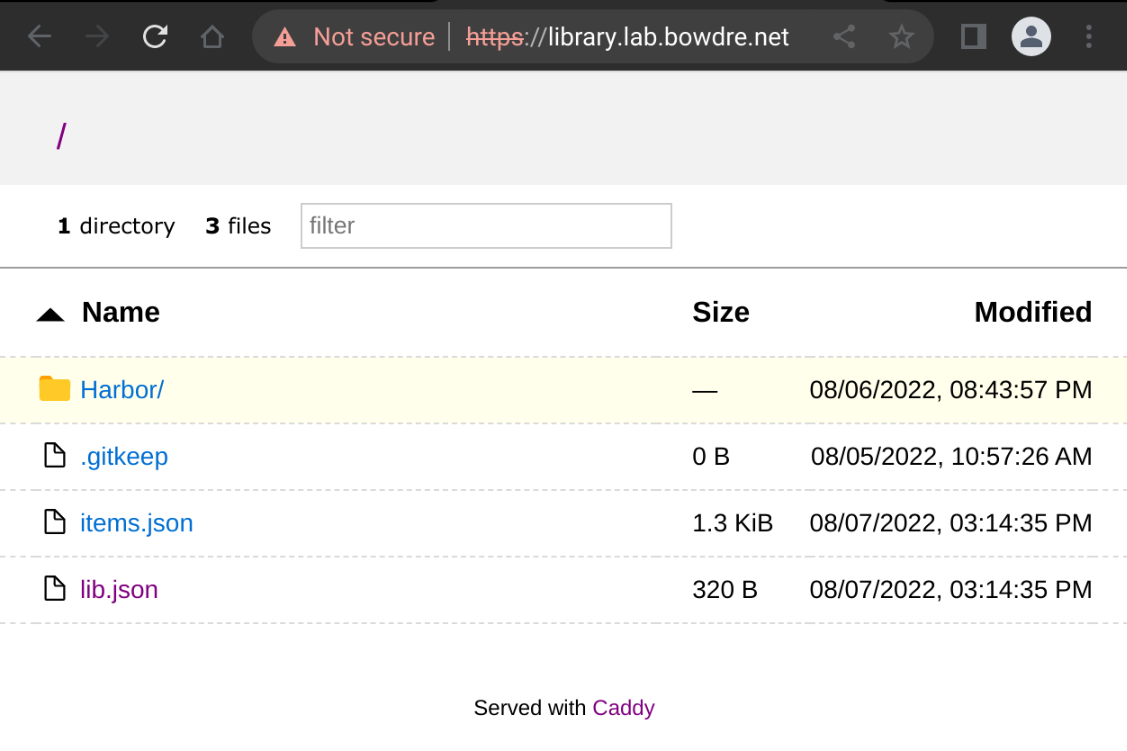 Not secure https://library.lab.bowdre.net
/
1 directory 3 files filter
Name Size Modified
Harbor/ — 08/06/2022, 08:43:57 PM
.gitkeep 0 B 08/05/2022, 10:57:26 AM
items.json 1.3 KiB 08/07/2022, 03:14:35 PM
lib.json 320 B 08/07/2022, 03:14:35 PM
Served with Caddy